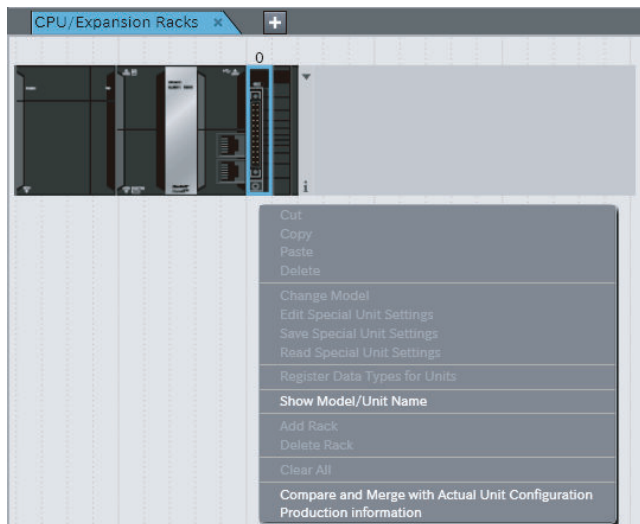 CPU/Expansion Racks ×
+
0
Cut
Copy
Paste
Delete
Change Model
Edit Special Unit Settings
Save Special Unit Settings
Read Special Unit Settings
Register Data Types for Units
Show Model/Unit Name
Add Rack
Delete Rack
Clear All
Compare and Merge with Actual Unit Configuration
Production information